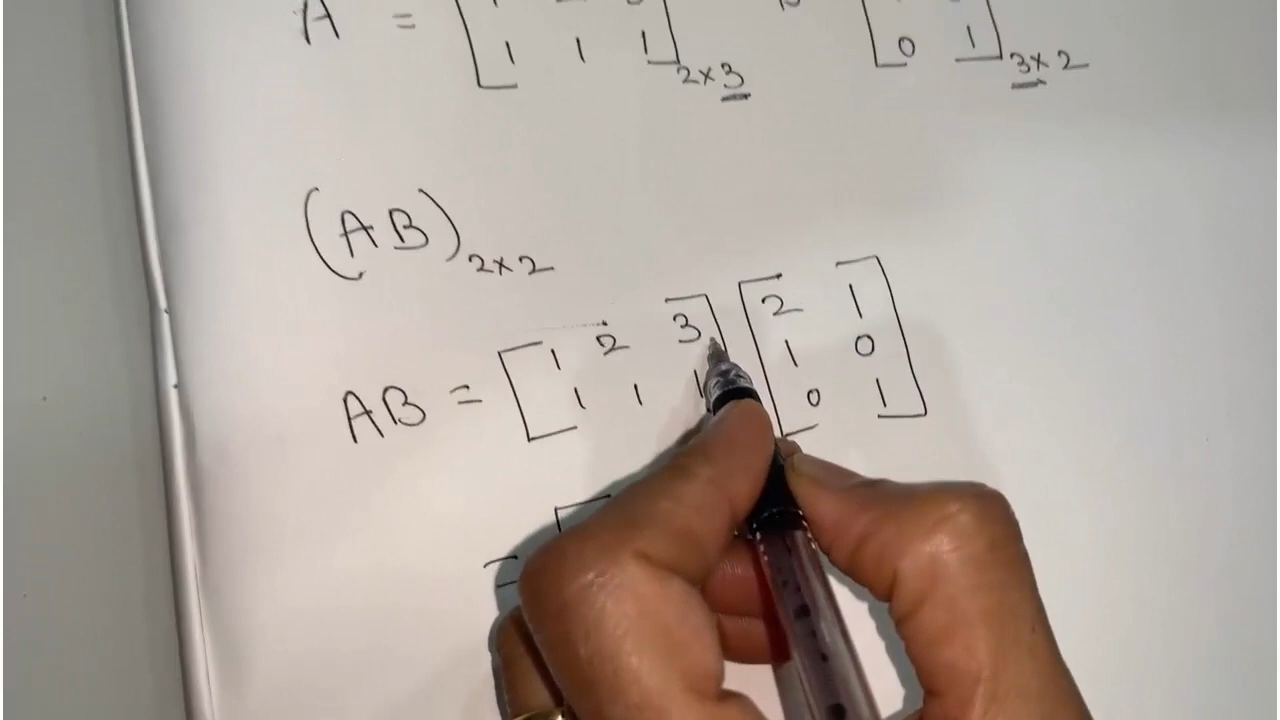 A = [1 1 1] 2×3 [0 1] 3×2
(AB) 2×2
AB = [1 2 3 [2 1
1 1 1 1 0
0 1]
=